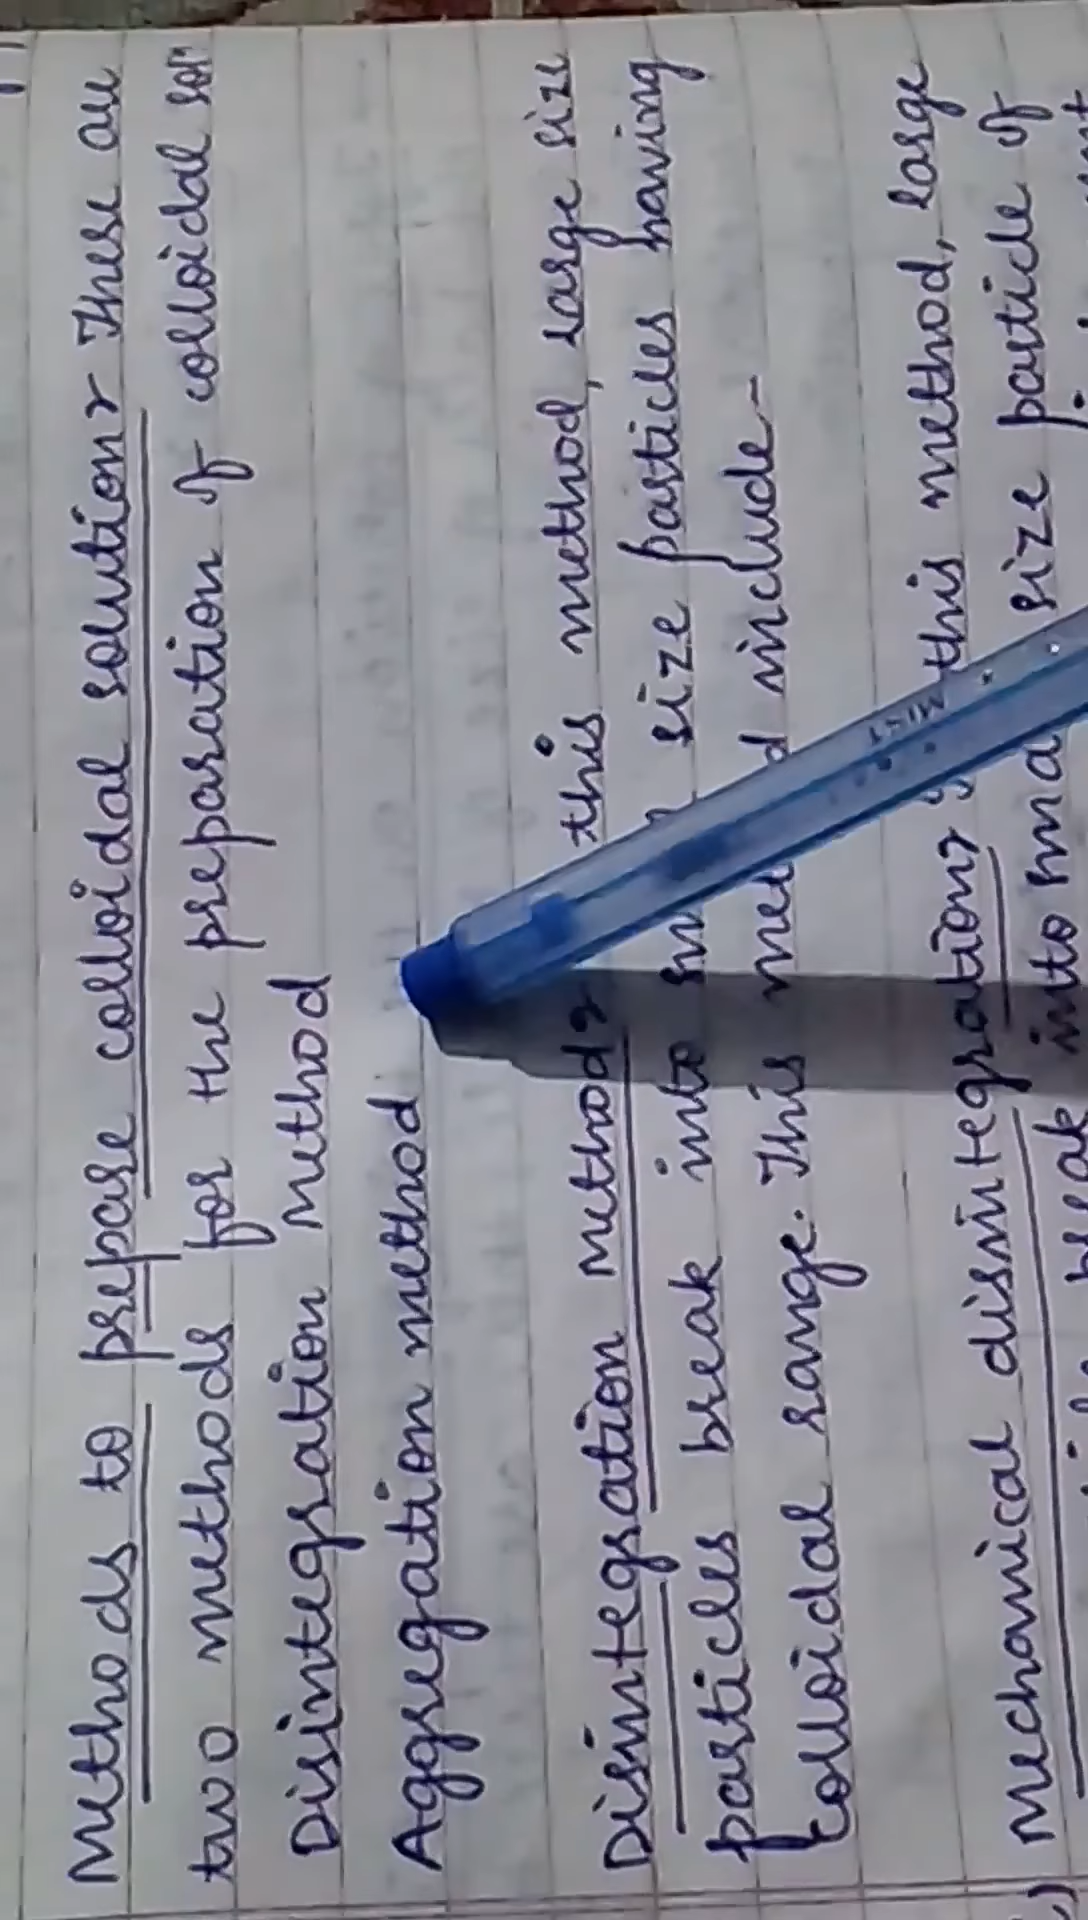 Methods to prepare colloidal solution → These are
two methods for the preparation of colloidal sol"
Disintegration Method
Aggregation method
Disintegration Method → this method, large size
particles break into size particles having
colloidal range. This include-
Mechanical disintegration → this method, large
break into size particle of